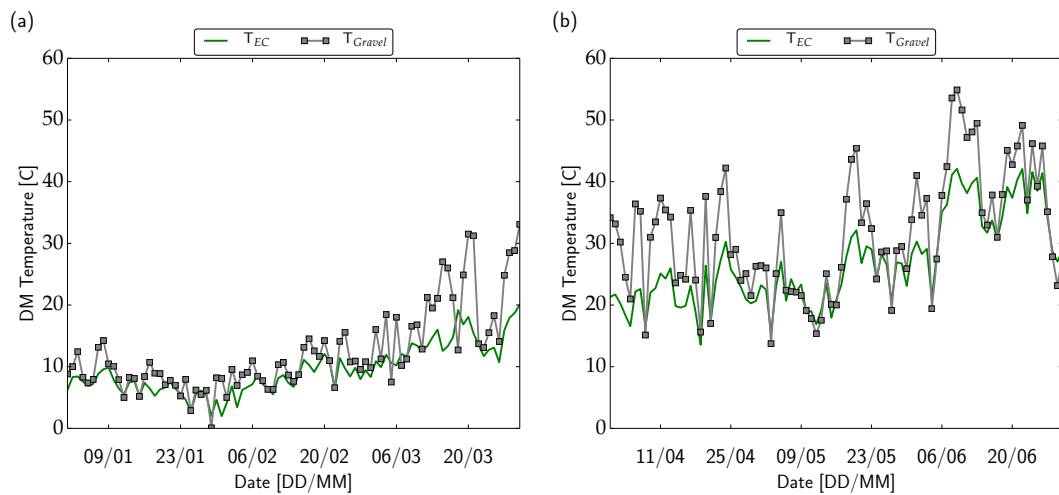 (a)
T_EC T_Gravel
DM Temperature [C]
60
50
40
30
20
10
0
09/01 23/01 06/02 20/02 06/03 20/03
Date [DD/MM]
(b)
T_EC T_Gravel
DM Temperature [C]
60
50
40
30
20
10
0
11/04 25/04 09/05 23/05 06/06 20/06
Date [DD/MM]